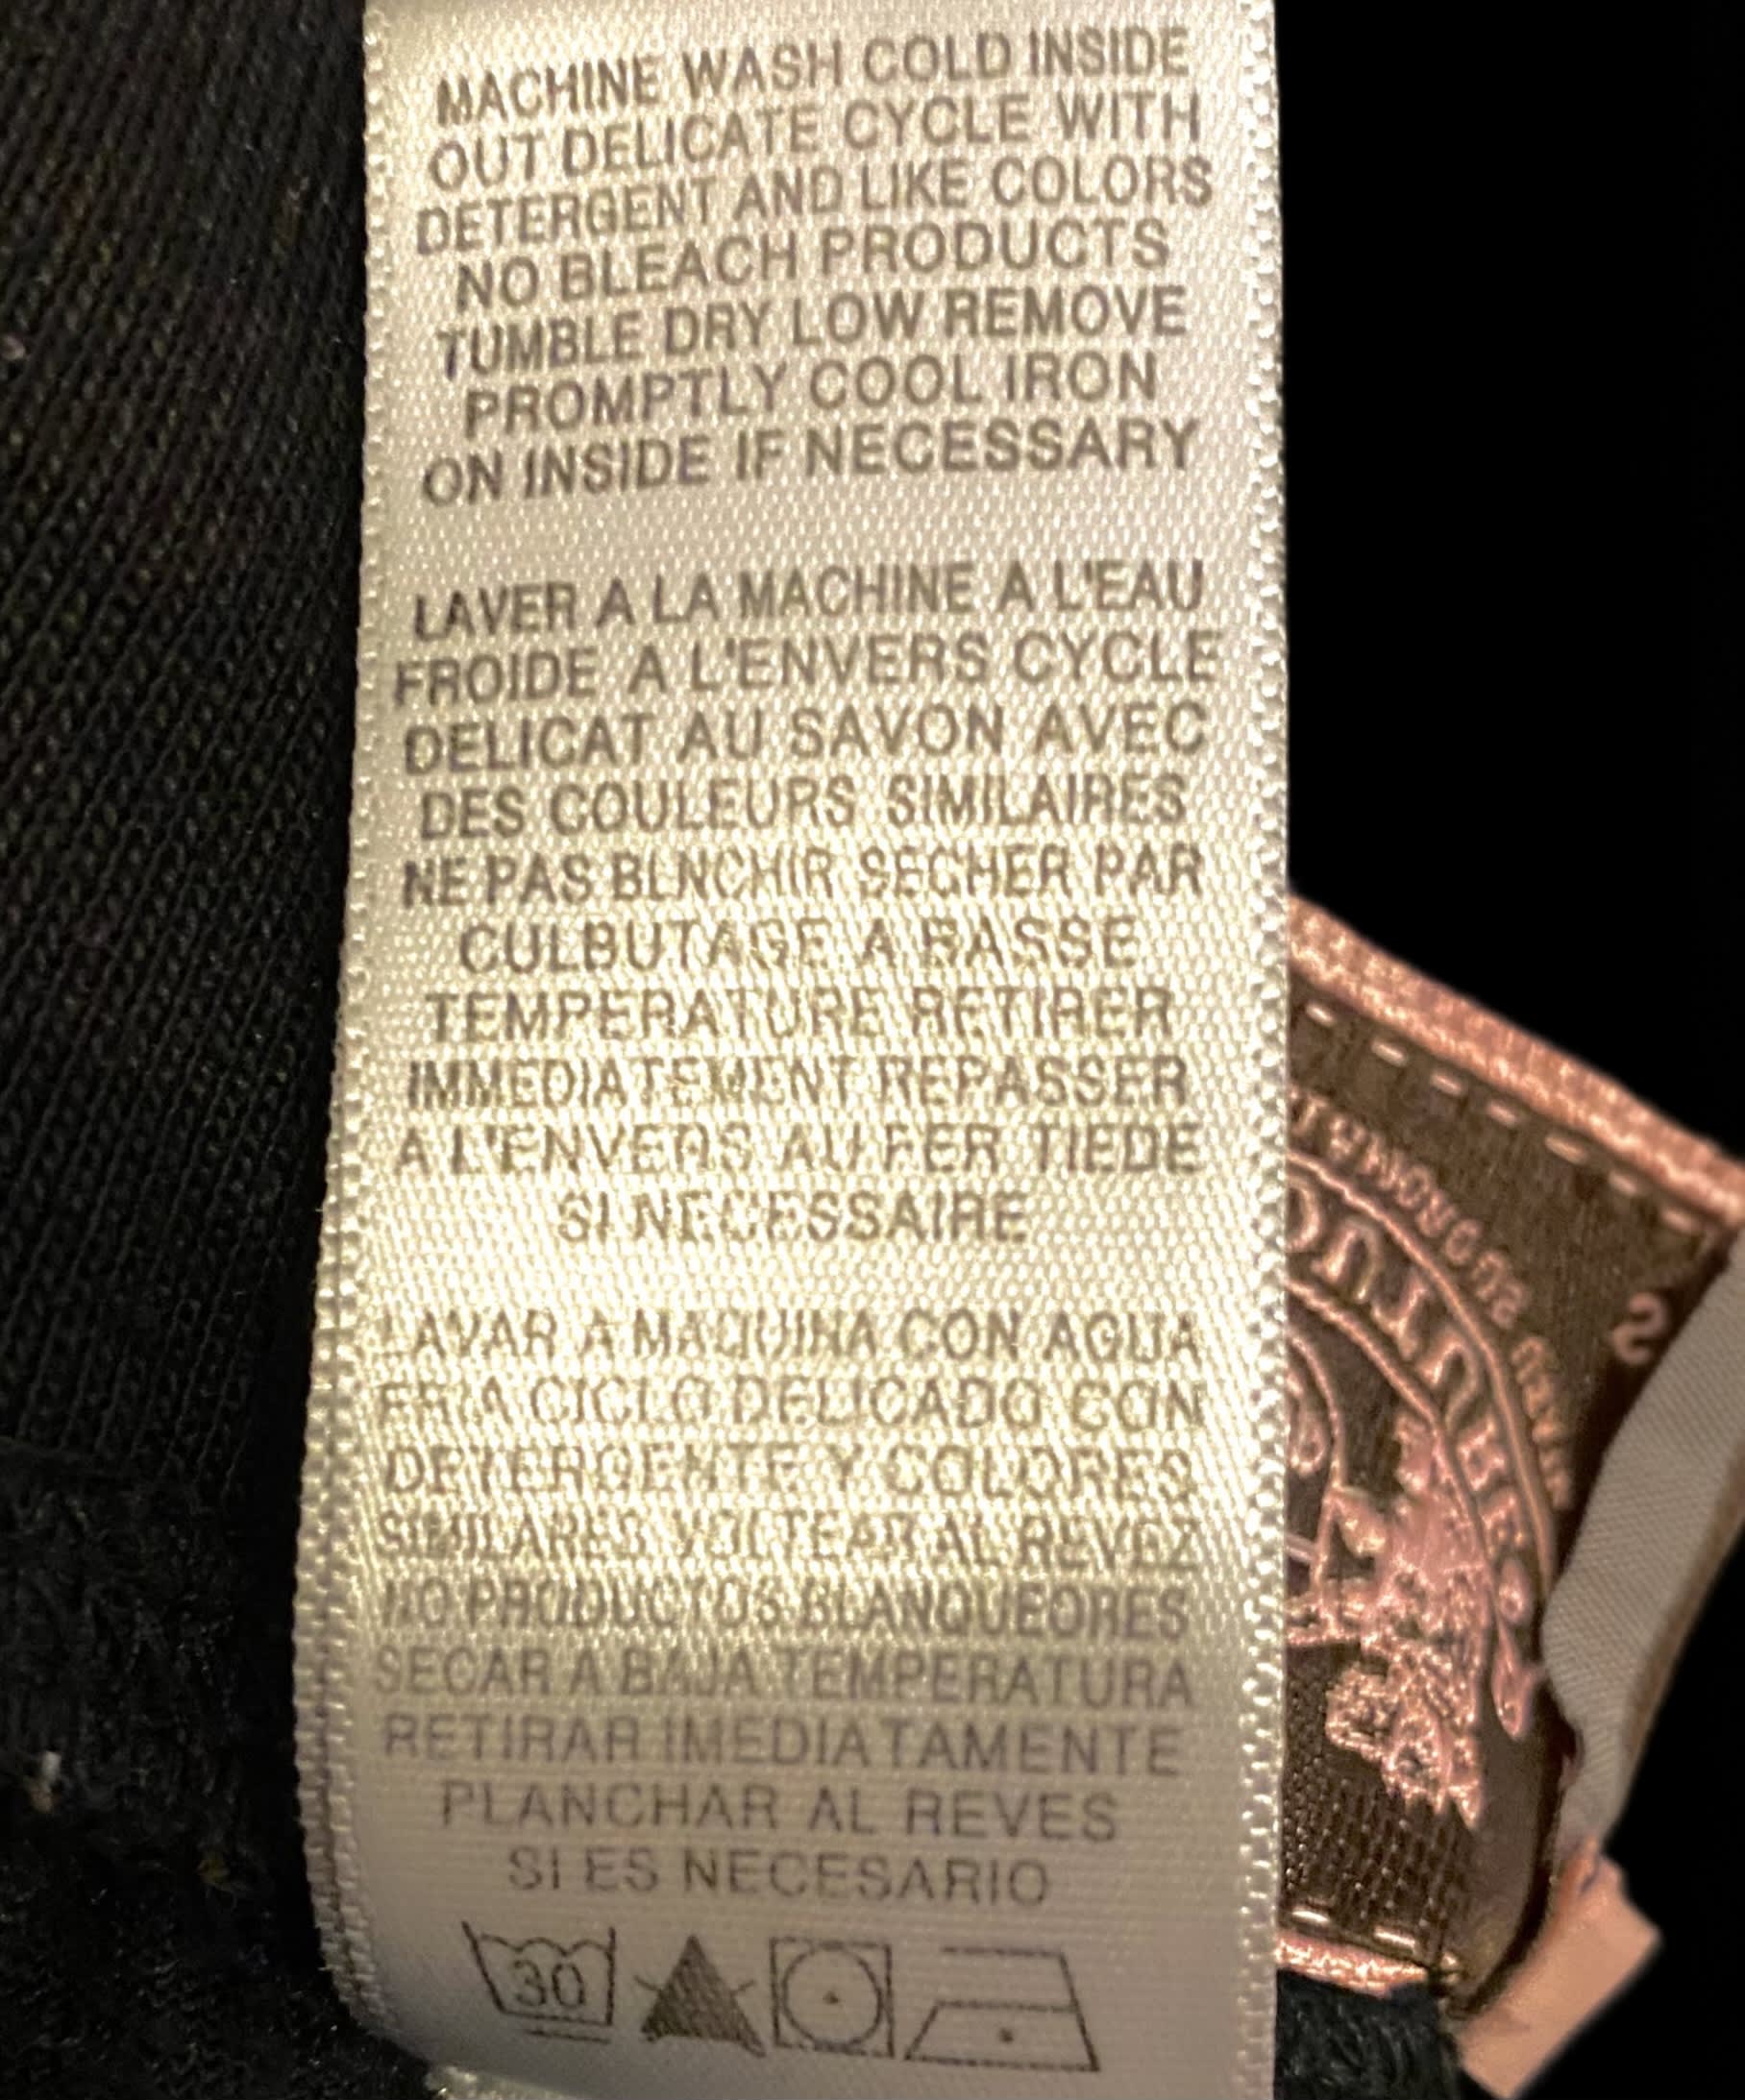 MACHINE WASH COLD INSIDE
OUT DELICATE CYCLE WITH
DETERGENT AND LIKE COLORS
NO BLEACH PRODUCTS
TUMBLE DRY LOW REMOVE
PROMPTLY COOL IRON
ON INSIDE IF NECESSARY
LAVER A LA MACHINE A L'EAU
FROIDE A L'ENVERS CYCLE
DELICAT AU SAVON AVEC
DES COULEURS SIMILAIRES
NE PAS BLNCHIR SECHER PAR
CULBUTAGE A BASSE
TEMPERATURE RETIRER
IMMEDIATEMENT REPASSER
A L'ENVERS AU FER TIEDE
SI NECESSAIRE
LAVAR A MAQUINA CON AGUA
FRIA CICLO DELICADO CON
DETERGENTE Y COLORES
SIMILARES VOLTEAR AL REVEZ
NO PRODUCTOS BLANQUEORES
SECAR A BAJA TEMPERATURA
RETIRAR IMEDIATAMENTE
PLANCHAR AL REVES
SI ES NECESARIO
30
S